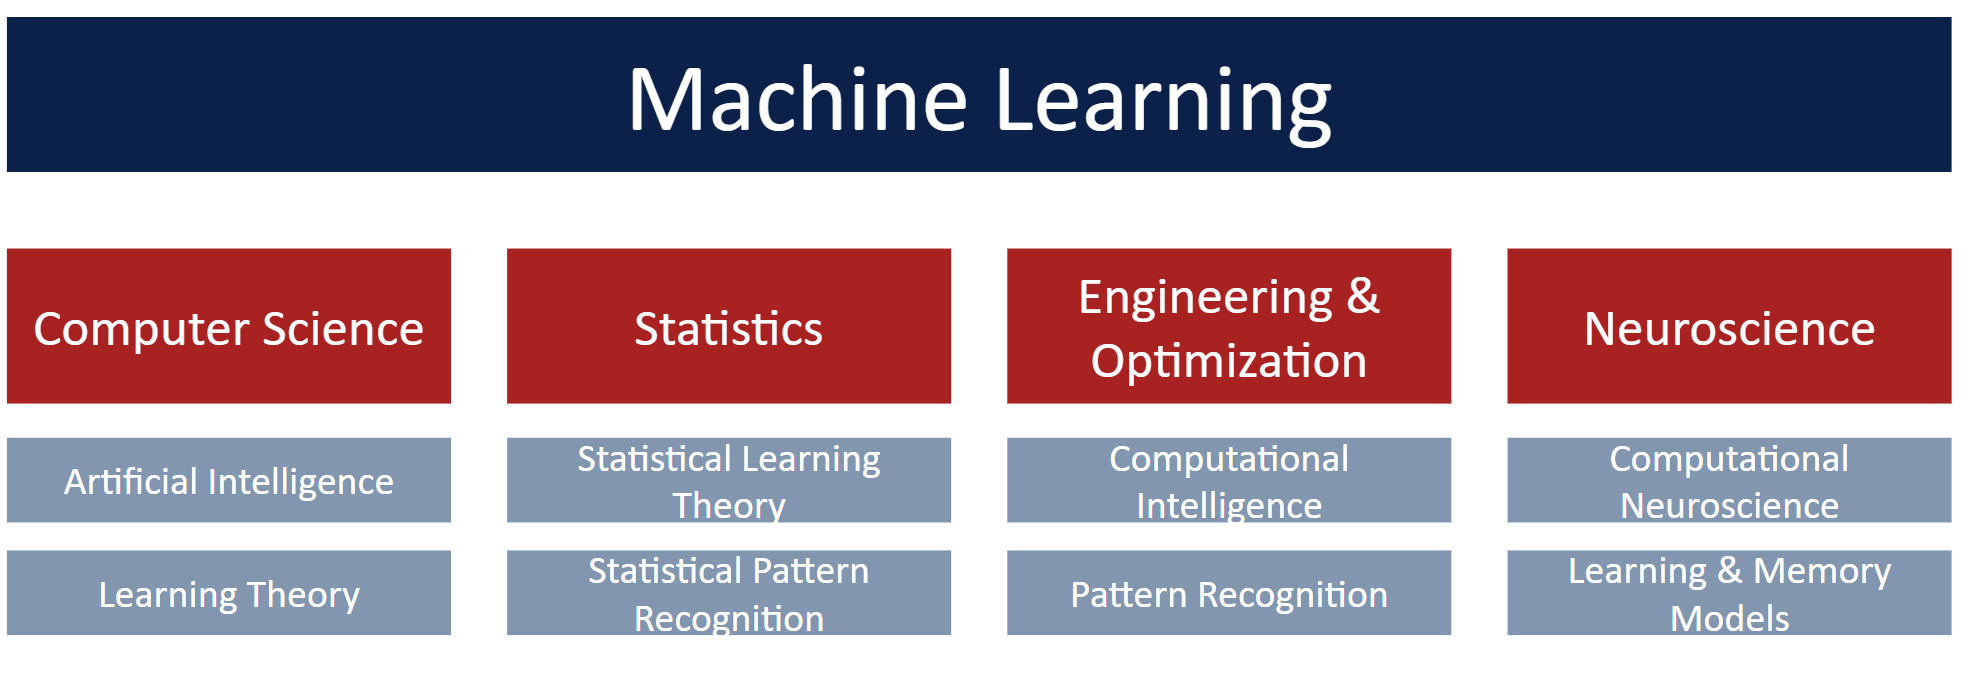 Machine Learning
Computer Science
Statistics
Engineering &
Optimization
Neuroscience
Artificial Intelligence
Statistical Learning
Theory
Computational
Intelligence
Computational
Neuroscience
Learning Theory
Statistical Pattern
Recognition
Pattern Recognition
Learning & Memory
Models